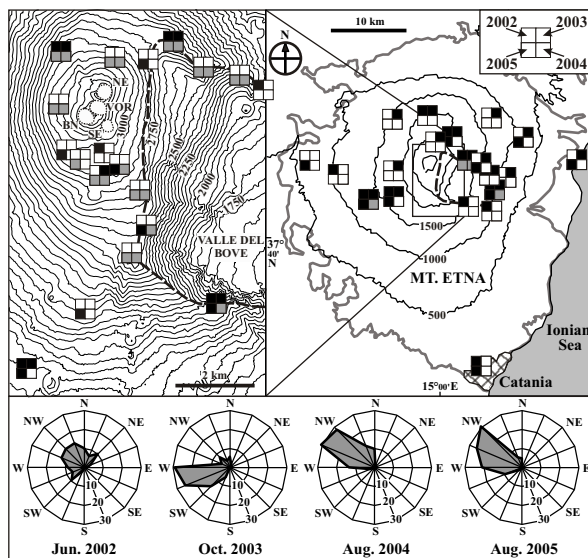 10 km
2002 2003
2005 2004
N
NE
VOR
BN
SE
3000
2750
2500
2250
2000
1750
VALLE DEL
BOVE
37°
40'
N
2 km
1500
1000
500
MT. ETNA
Ionian
Sea
15°00' E
Catania
N N N N
NW NE NW NE NW NE NW NE
W E W E W E W E
10 10 10 10
20 20 20 20
30 30 30 30
SW SE SW SE SW SE SW SE
S S S S
Jun. 2002 Oct. 2003 Aug. 2004 Aug. 2005